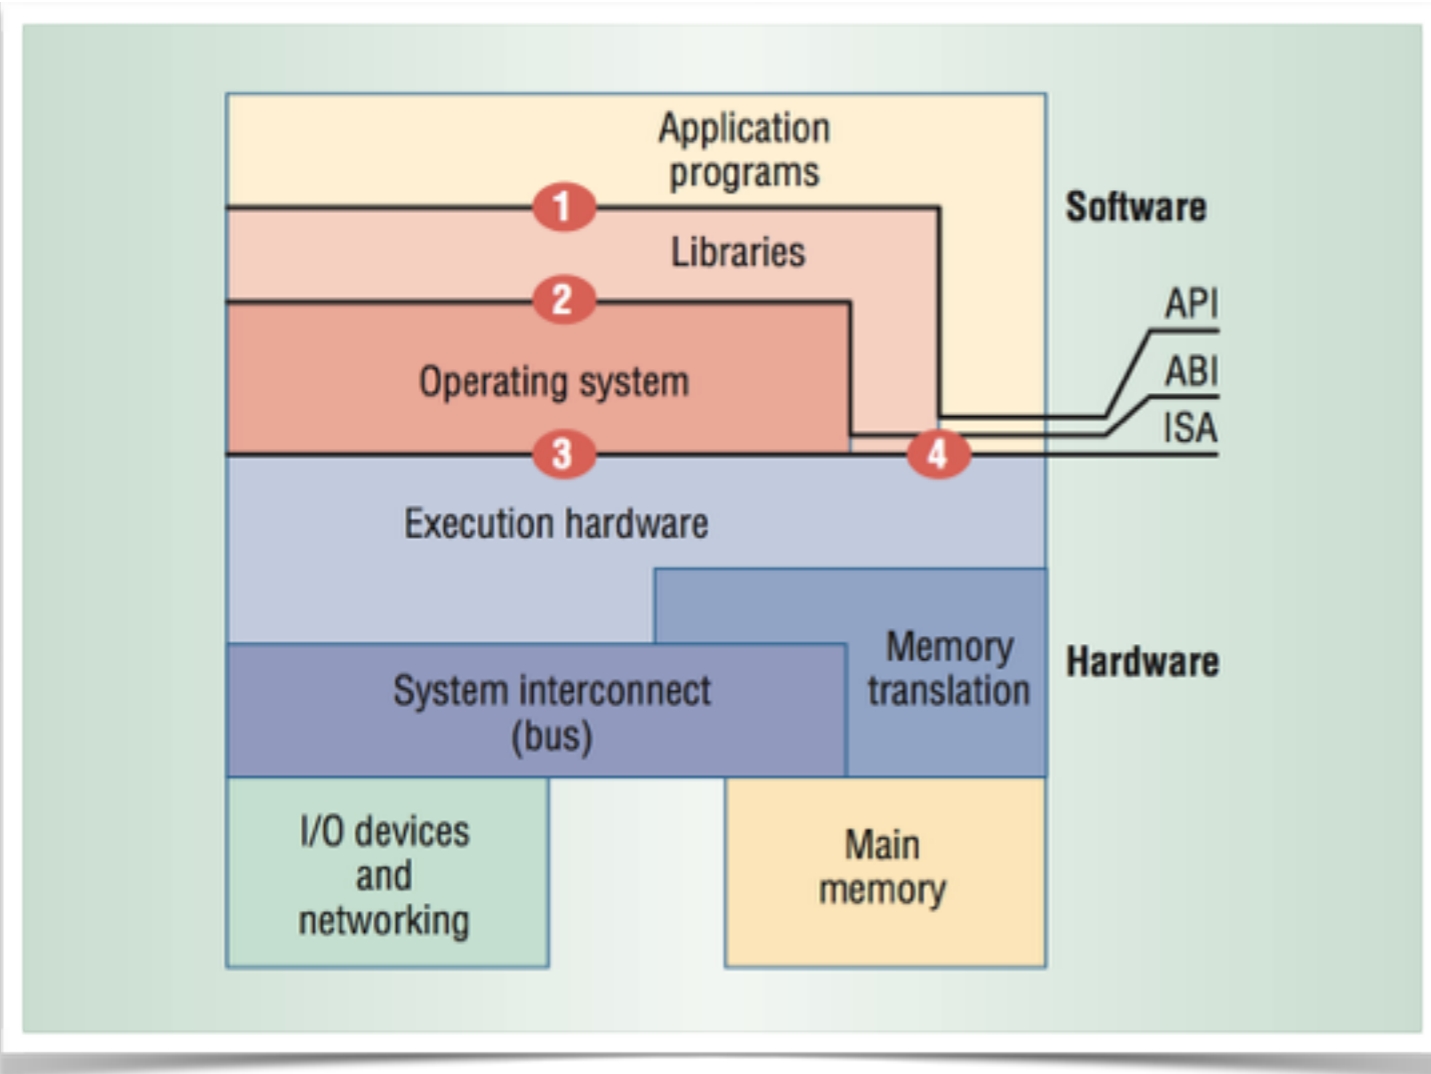 Application
programs
1
Software
Libraries
2
API
Operating system
ABI
ISA
3
4
Execution hardware
Memory
translation
Hardware
System interconnect
(bus)
I/O devices
and
networking
Main
memory